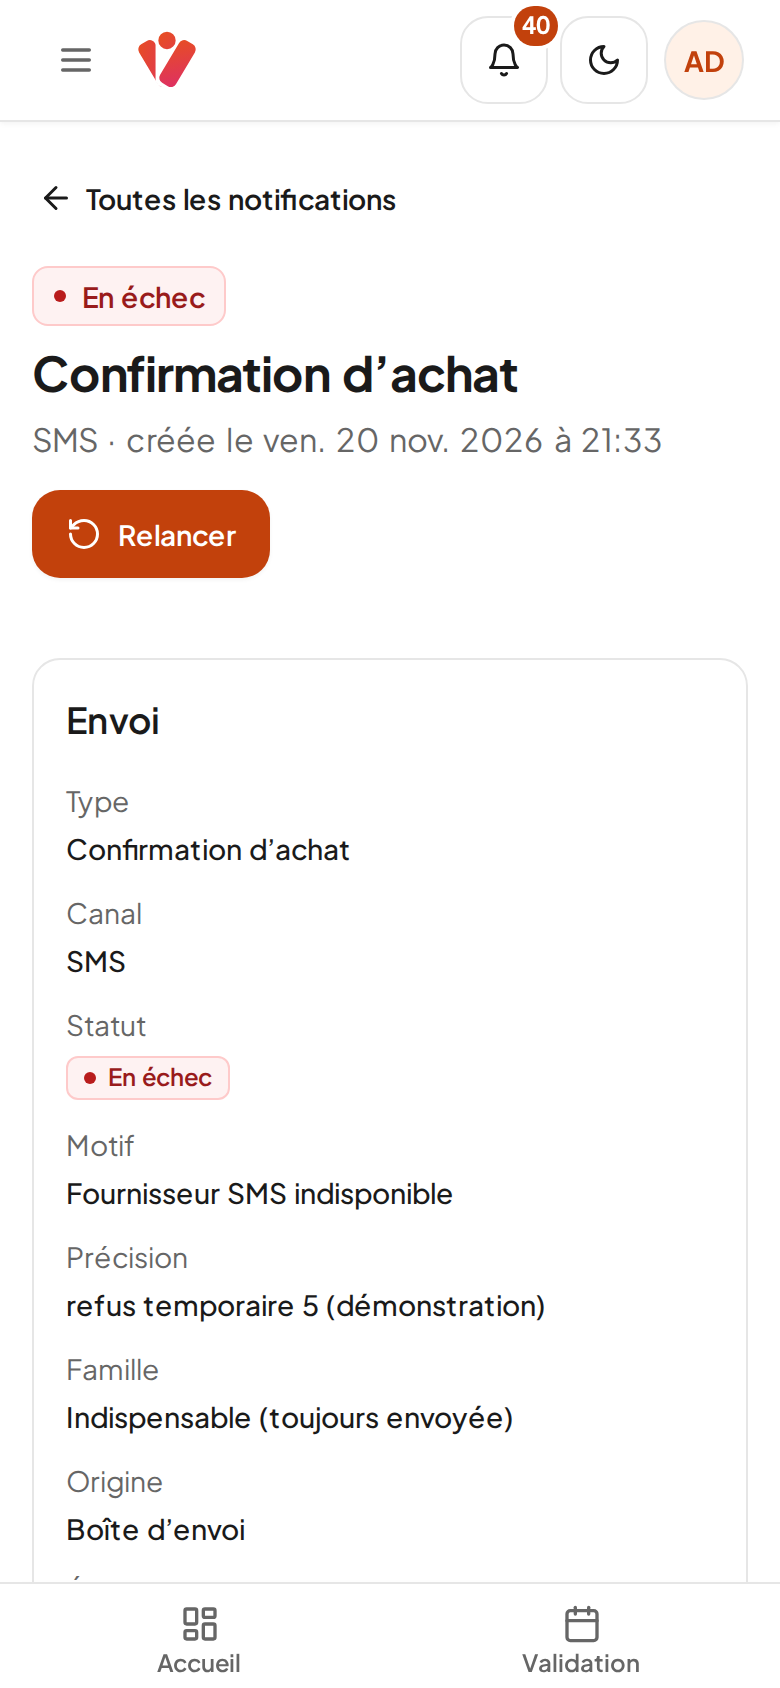 40
AD
Toutes les notifications
En échec
Confirmation d’achat
SMS · créée le ven. 20 nov. 2026 à 21:33
Relancer
Envoi
Type
Confirmation d’achat
Canal
SMS
Statut
En échec
Motif
Fournisseur SMS indisponible
Précision
refus temporaire 5 (démonstration)
Famille
Indispensable (toujours envoyée)
Origine
Boîte d’envoi
Accueil
Validation